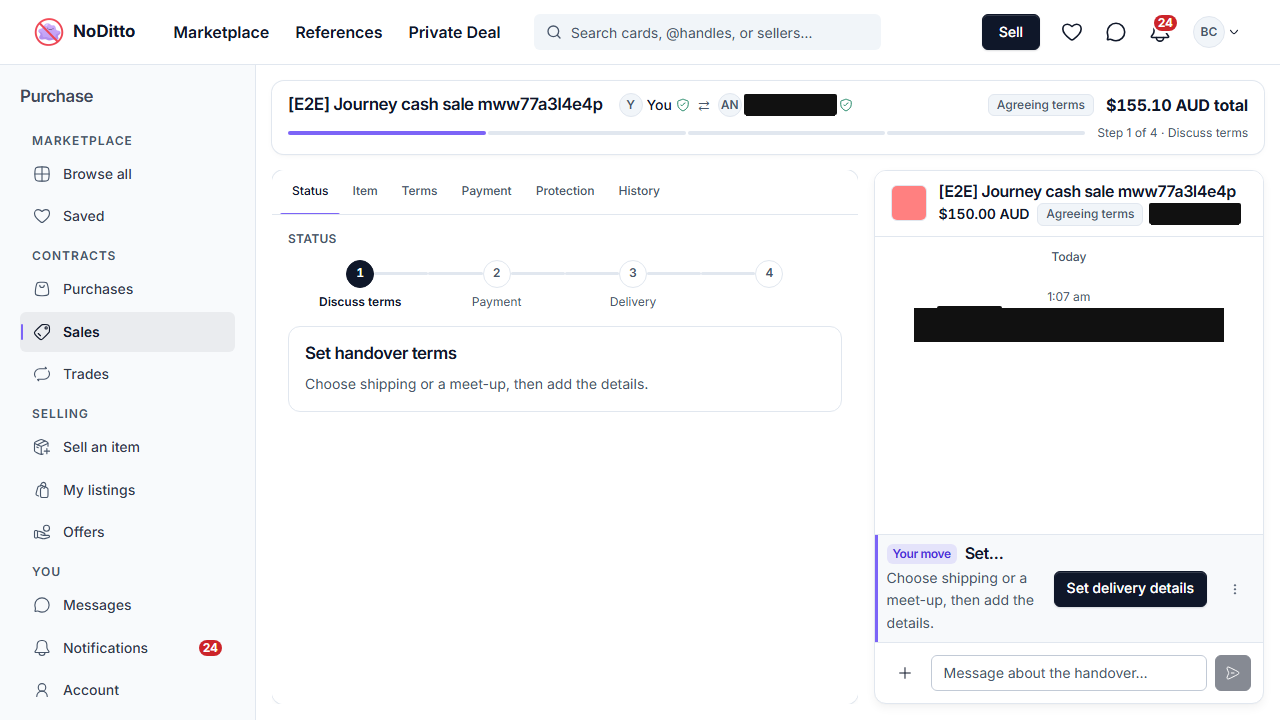 NoDitto
Marketplace
References
Private Deal
Search cards, @handles, or sellers...
Sell
24
BC
Purchase
MARKETPLACE
Browse all
Saved
CONTRACTS
Purchases
Sales
Trades
SELLING
Sell an item
My listings
Offers
YOU
Messages
Notifications
24
Account
[E2E] Journey cash sale mww77a3l4e4p
Y You
AN
Agreeing terms
$155.10 AUD total
Step 1 of 4 · Discuss terms
Status
Item
Terms
Payment
Protection
History
STATUS
1
2
3
4
Discuss terms
Payment
Delivery
Set handover terms
Choose shipping or a meet-up, then add the details.
[E2E] Journey cash sale mww77a3l4e4p
$150.00 AUD
Agreeing terms
Today
1:07 am
Your move
Set...
Choose shipping or a
meet-up, then add the
details.
Set delivery details
Message about the handover...